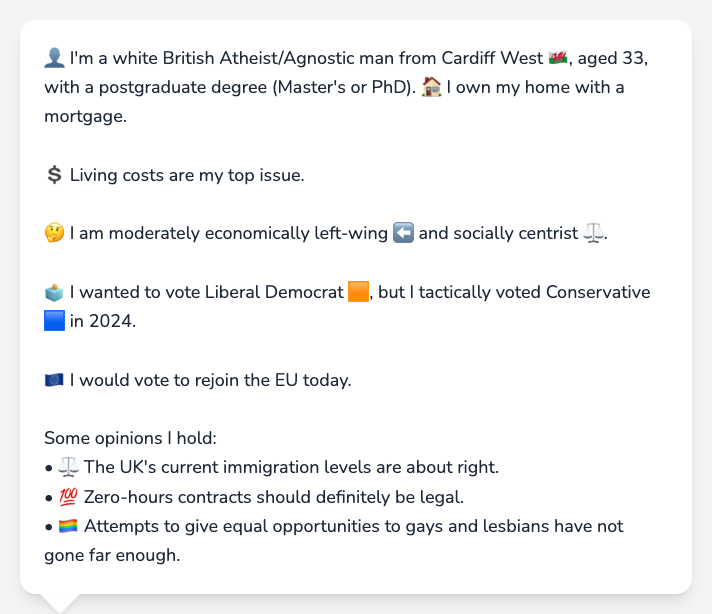 👤 I'm a white British Atheist/Agnostic man from Cardiff West 🏴󠁧󠁢󠁷󠁬󠁳󠁿, aged 33,
with a postgraduate degree (Master's or PhD). 🏠 I own my home with a
mortgage.
💲 Living costs are my top issue.
🤔 I am moderately economically left-wing ⬅️ and socially centrist ⚖️.
🗳️ I wanted to vote Liberal Democrat 🟧, but I tactically voted Conservative
🟦 in 2024.
🇪🇺 I would vote to rejoin the EU today.
Some opinions I hold:
• ⚖️ The UK's current immigration levels are about right.
• 💯 Zero-hours contracts should definitely be legal.
• 🏳️‍🌈 Attempts to give equal opportunities to gays and lesbians have not
gone far enough.